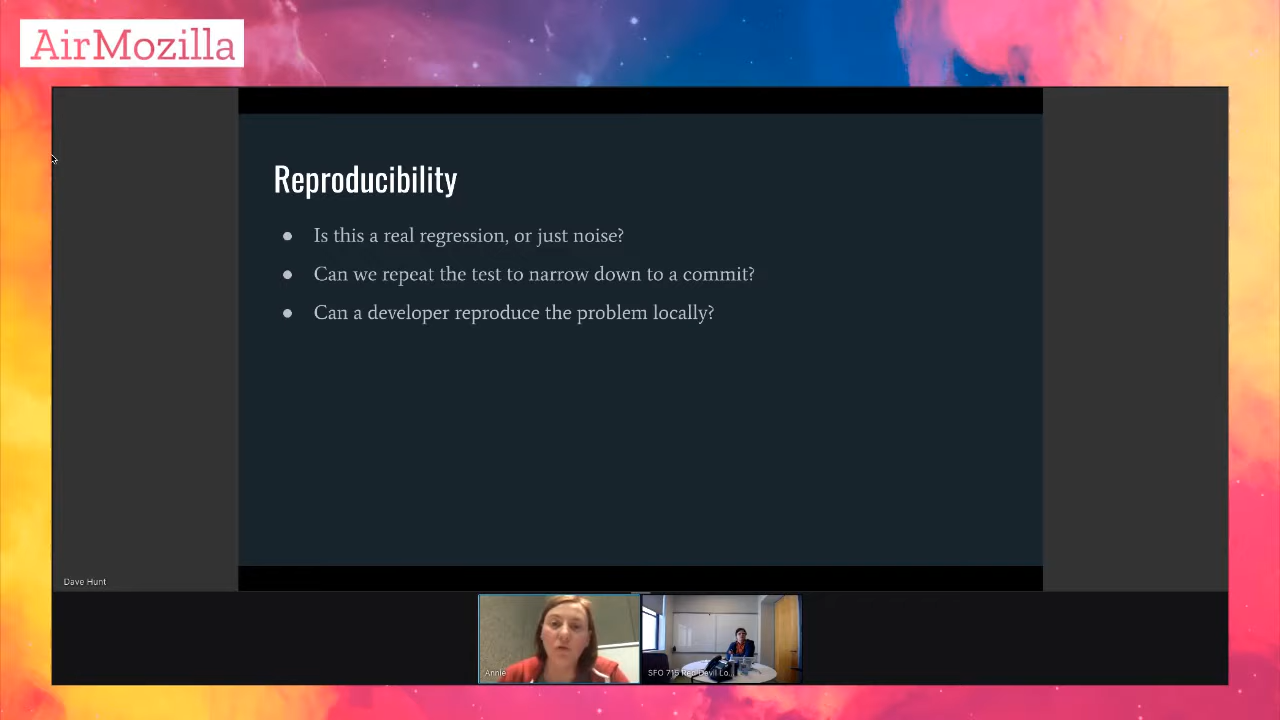 AirMozilla
Reproducibility
● Is this a real regression, or just noise?
● Can we repeat the test to narrow down to a commit?
● Can a developer reproduce the problem locally?
Dave Hunt
Annie
SFO 715 Red Devil Lo...